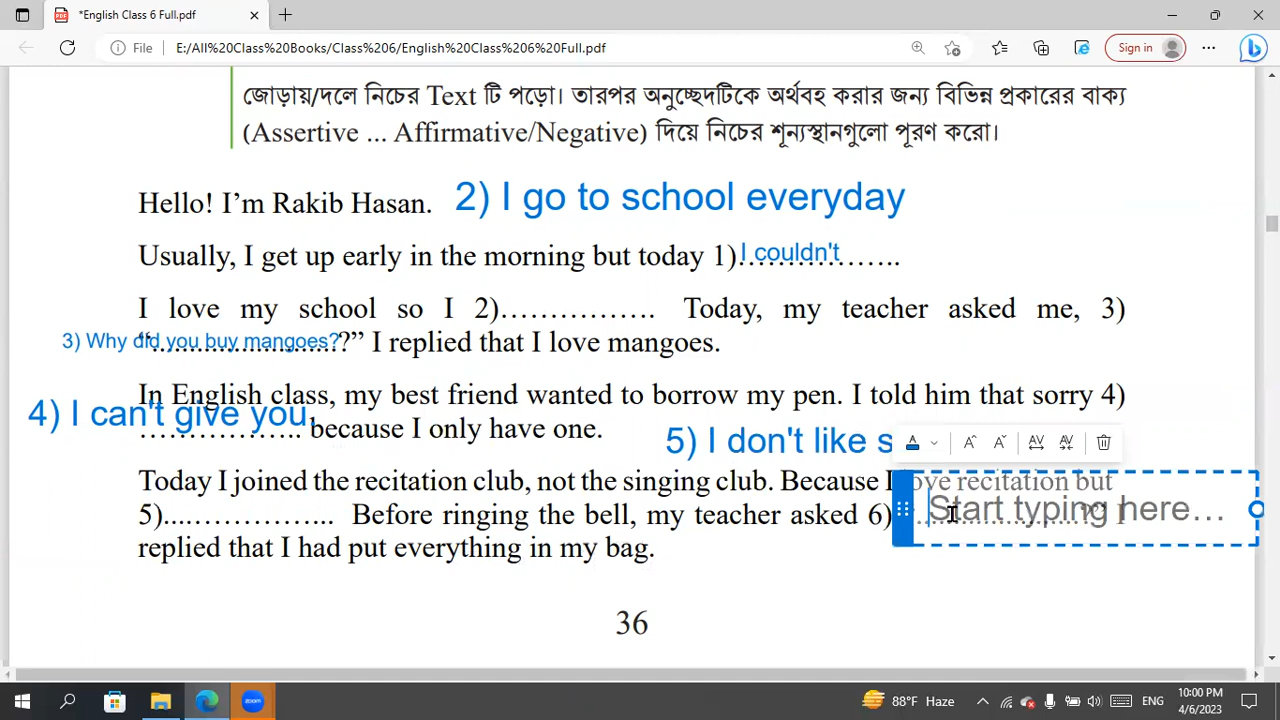 *English Class 6 Full.pdf
File
E:/All%20Class%20Books/Class%206/English%20Class%206%20Full.pdf
Sign in
জোড়ায়/দলে নিচের Text টি পড়ো। তারপর অনুচ্ছেদটিকে অর্থবহ করার জন্য বিভিন্ন প্রকারের বাক্য
(Assertive ... Affirmative/Negative) দিয়ে নিচের শূন্যস্থানগুলো পূরণ করো।
Hello! I'm Rakib Hasan.
2) I go to school everyday
Usually, I get up early in the morning but today 1)……………..
I couldn't
I love my school so I 2)……………. Today, my teacher asked me, 3)
3) Why did you buy mangoes?
“...........................?” I replied that I love mangoes.
In English class, my best friend wanted to borrow my pen. I told him that sorry 4)
4) I can't give you
…………….. because I only have one.
5) I don't like s
Today I joined the recitation club, not the singing club. Because I love recitation but
5)....…………... Before ringing the bell, my teacher asked 6) “........................?” I
Start typing here...
replied that I had put everything in my bag.
36
88°F Haze
ENG
10:00 PM
4/6/2023
zoom